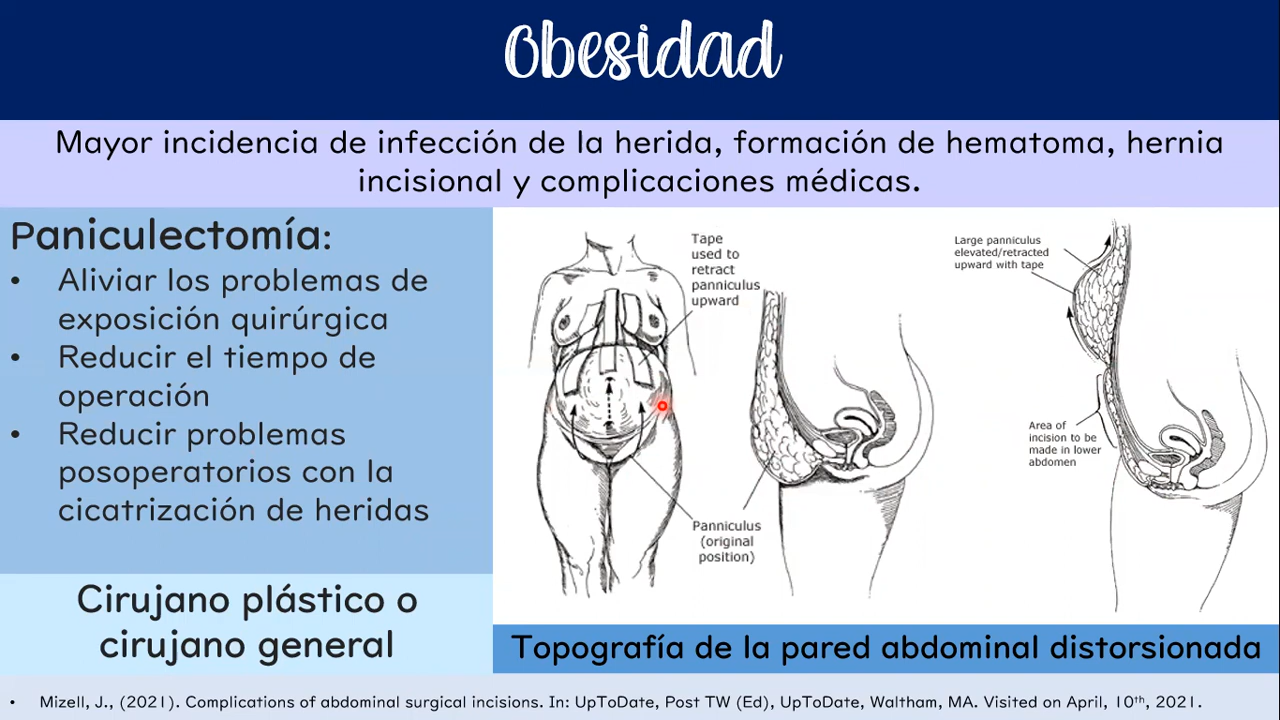 Obesidad
Mayor incidencia de infección de la herida, formación de hematoma, hernia
incisional y complicaciones médicas.
Paniculectomía:
• Aliviar los problemas de
exposición quirúrgica
• Reducir el tiempo de
operación
• Reducir problemas
posoperatorios con la
cicatrización de heridas
Cirujano plástico o
cirujano general
Tape
used to
retract
panniculus
upward
Panniculus
(original
position)
Large panniculus
elevated/retracted
upward with tape
Area of
incision to be
made in lower
abdomen
Topografía de la pared abdominal distorsionada
• Mizell, J., (2021). Complications of abdominal surgical incisions. In: UpToDate, Post TW (Ed), UpToDate, Waltham, MA. Visited on April, 10th, 2021.